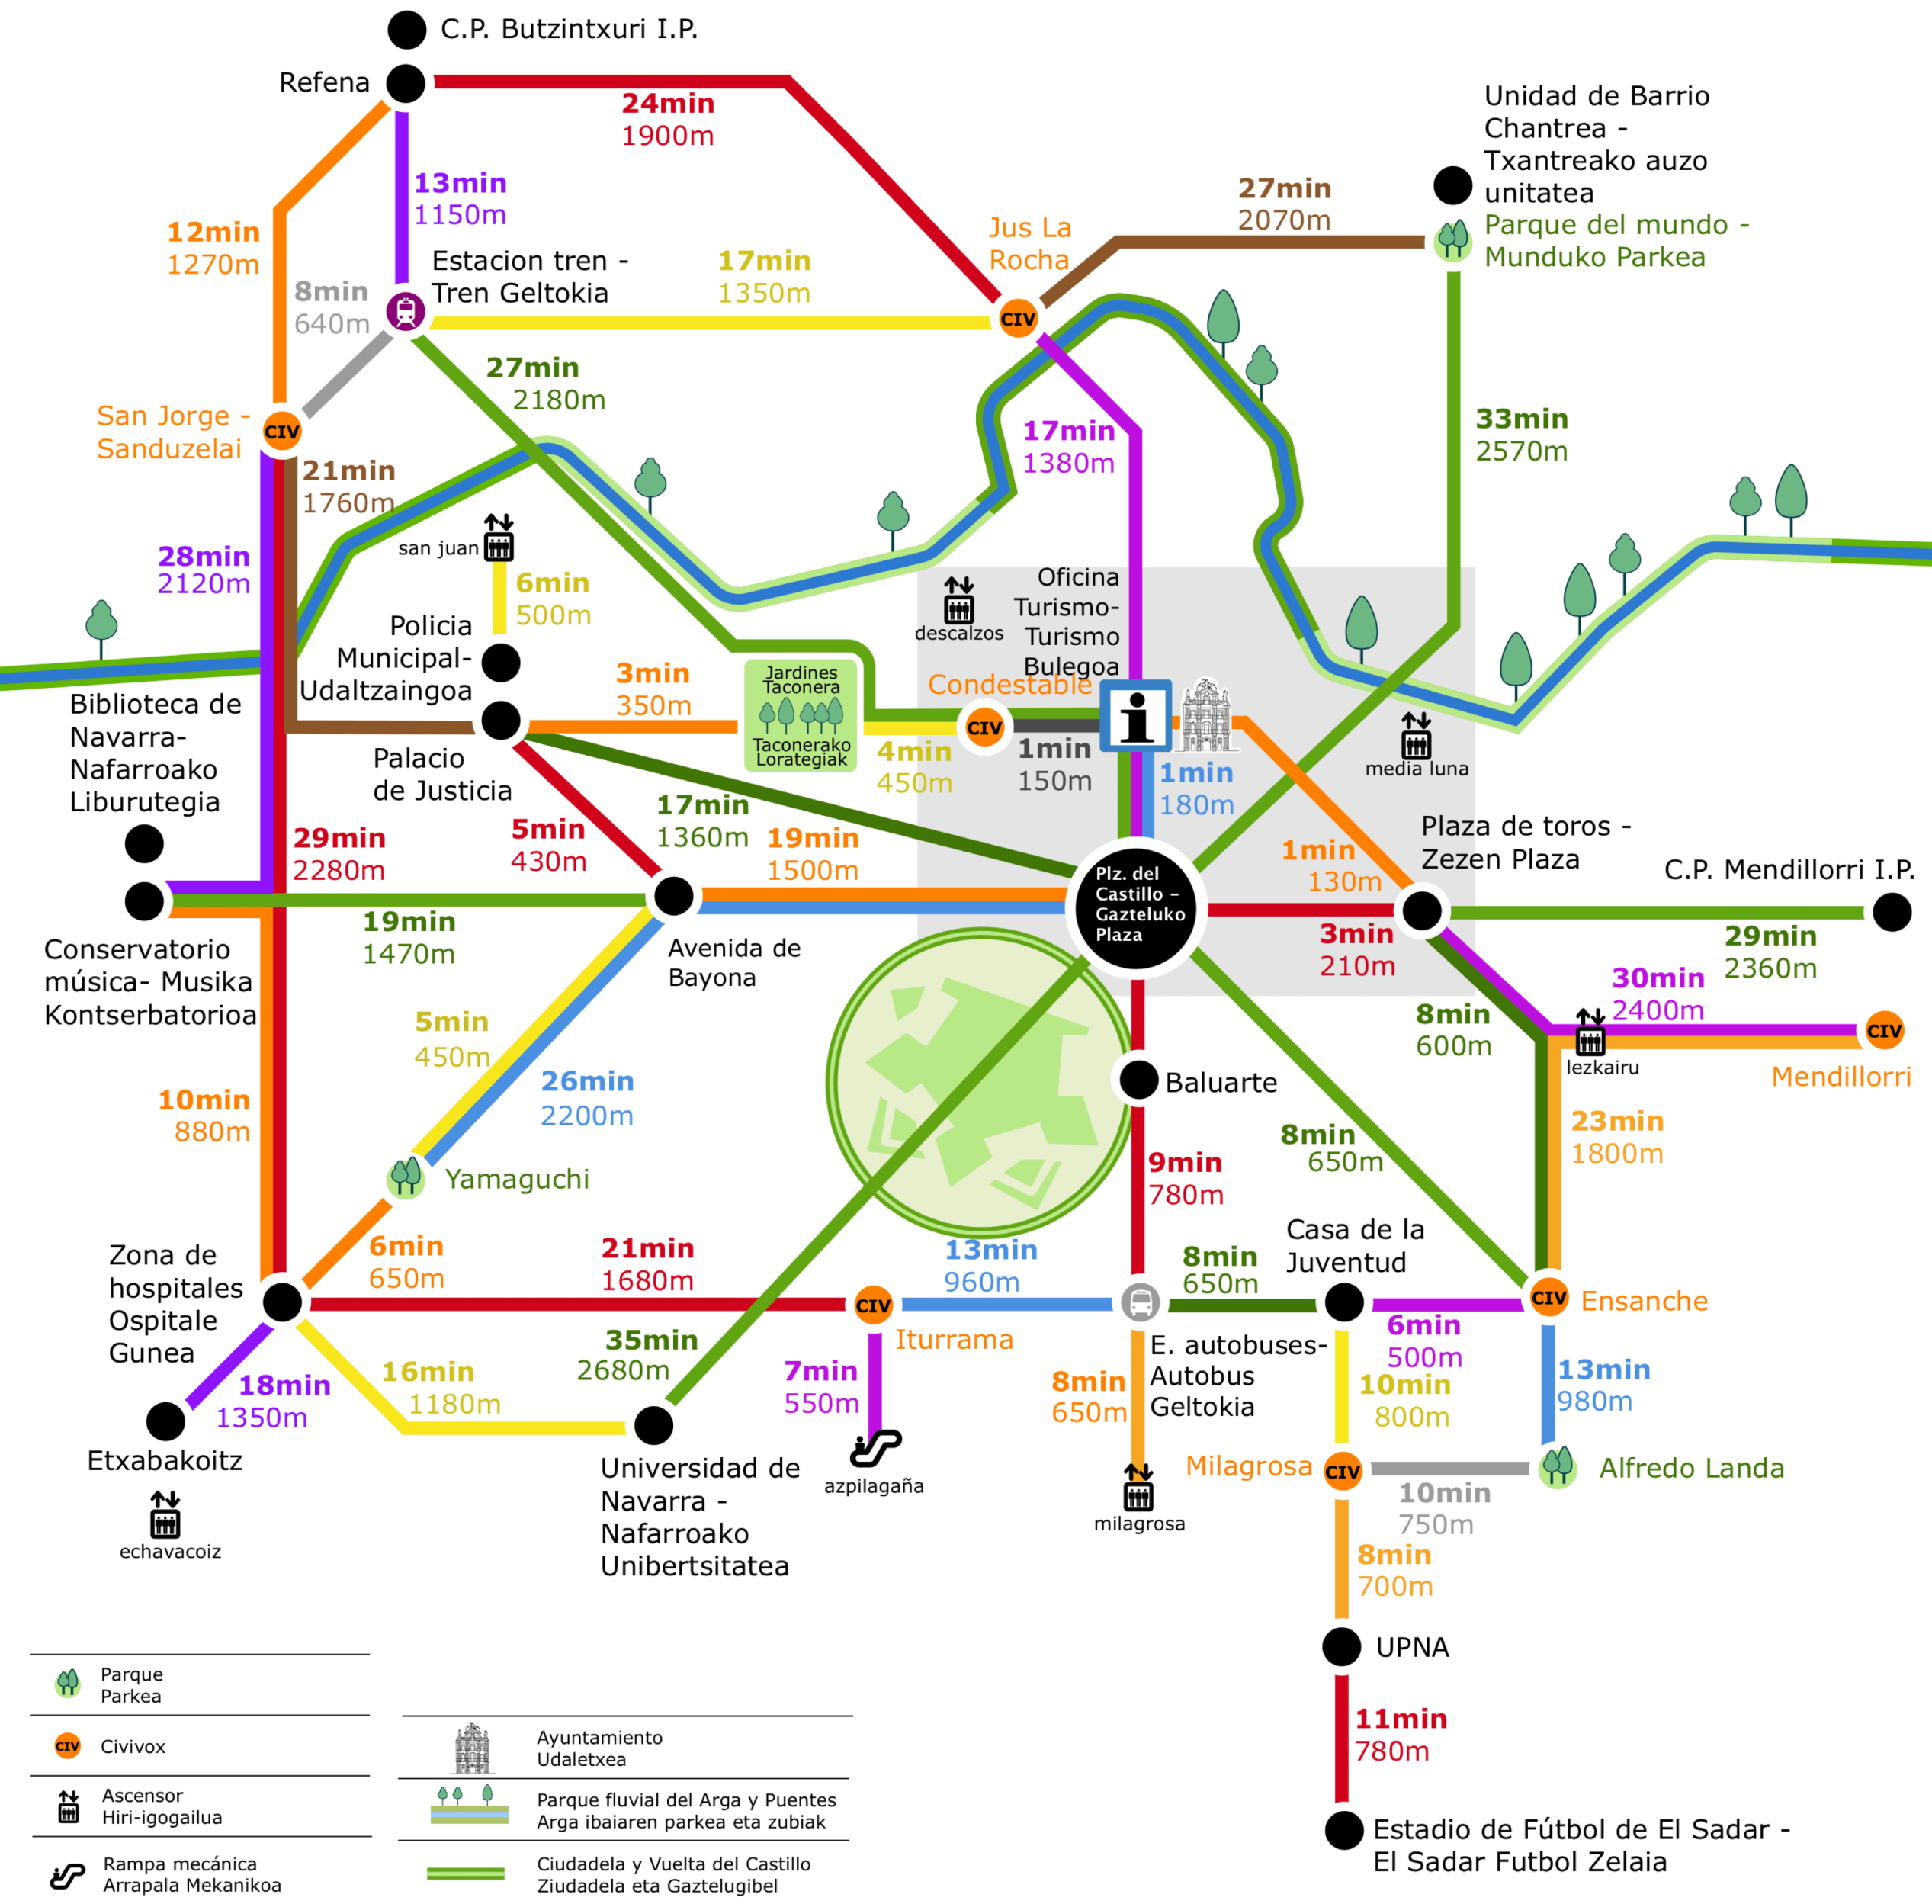 C.P. Butzintxuri I.P.
Refena
24min
1900m
Unidad de Barrio
Chantrea -
Txantreako auzo
unitatea
Parque del mundo -
Munduko Parkea
13min
1150m
27min
2070m
12min
1270m
Jus La
Rocha
CIV
Estacion tren -
Tren Geltokia
17min
1350m
8min
640m
27min
2180m
San Jorge -
Sanduzelai
CIV
17min
1380m
33min
2570m
21min
1760m
28min
2120m
san juan
6min
500m
descalzos
Oficina
Turismo-
Turismo
Bulegoa
Policia
Municipal-
Udaltzaingoa
3min
350m
Jardines
Taconera
Taconerako
Lorategiak
Condestable
CIV
4min
450m
1min
150m
i
1min
180m
media luna
Biblioteca de
Navarra-
Nafarroako
Liburutegia
Palacio
de Justicia
5min
430m
17min
1360m
19min
1500m
29min
2280m
1min
130m
Plaza de toros -
Zezen Plaza
C.P. Mendillorri I.P.
Plz. del
Castillo -
Gazteluko
Plaza
3min
210m
29min
2360m
19min
1470m
Avenida de
Bayona
Conservatorio
música- Musika
Kontserbatorioa
30min
2400m
8min
600m
lezkairu
CIV
Mendillorri
5min
450m
26min
2200m
Baluarte
10min
880m
8min
650m
23min
1800m
Yamaguchi
9min
780m
Zona de
hospitales
Ospitale
Gunea
6min
650m
21min
1680m
13min
960m
8min
650m
Casa de la
Juventud
CIV
Iturrama
CIV
Ensanche
35min
2680m
E. autobuses-
Autobus
Geltokia
6min
500m
18min
1350m
16min
1180m
7min
550m
8min
650m
10min
800m
13min
980m
Etxabakoitz
echavacoiz
Universidad de
Navarra -
Nafarroako
Unibertsitatea
azpilagaña
milagrosa
Milagrosa
CIV
Alfredo Landa
10min
750m
8min
700m
UPNA
11min
780m
Estadio de Fútbol de El Sadar -
El Sadar Futbol Zelaia
Parque
Parkea
CIV
Civivox
Ascensor
Hiri-igogailua
Rampa mecánica
Arrapala Mekanikoa
Ayuntamiento
Udaletxea
Parque fluvial del Arga y Puentes
Arga ibaiaren parkea eta zubiak
Ciudadela y Vuelta del Castillo
Ziudadela eta Gaztelugibel